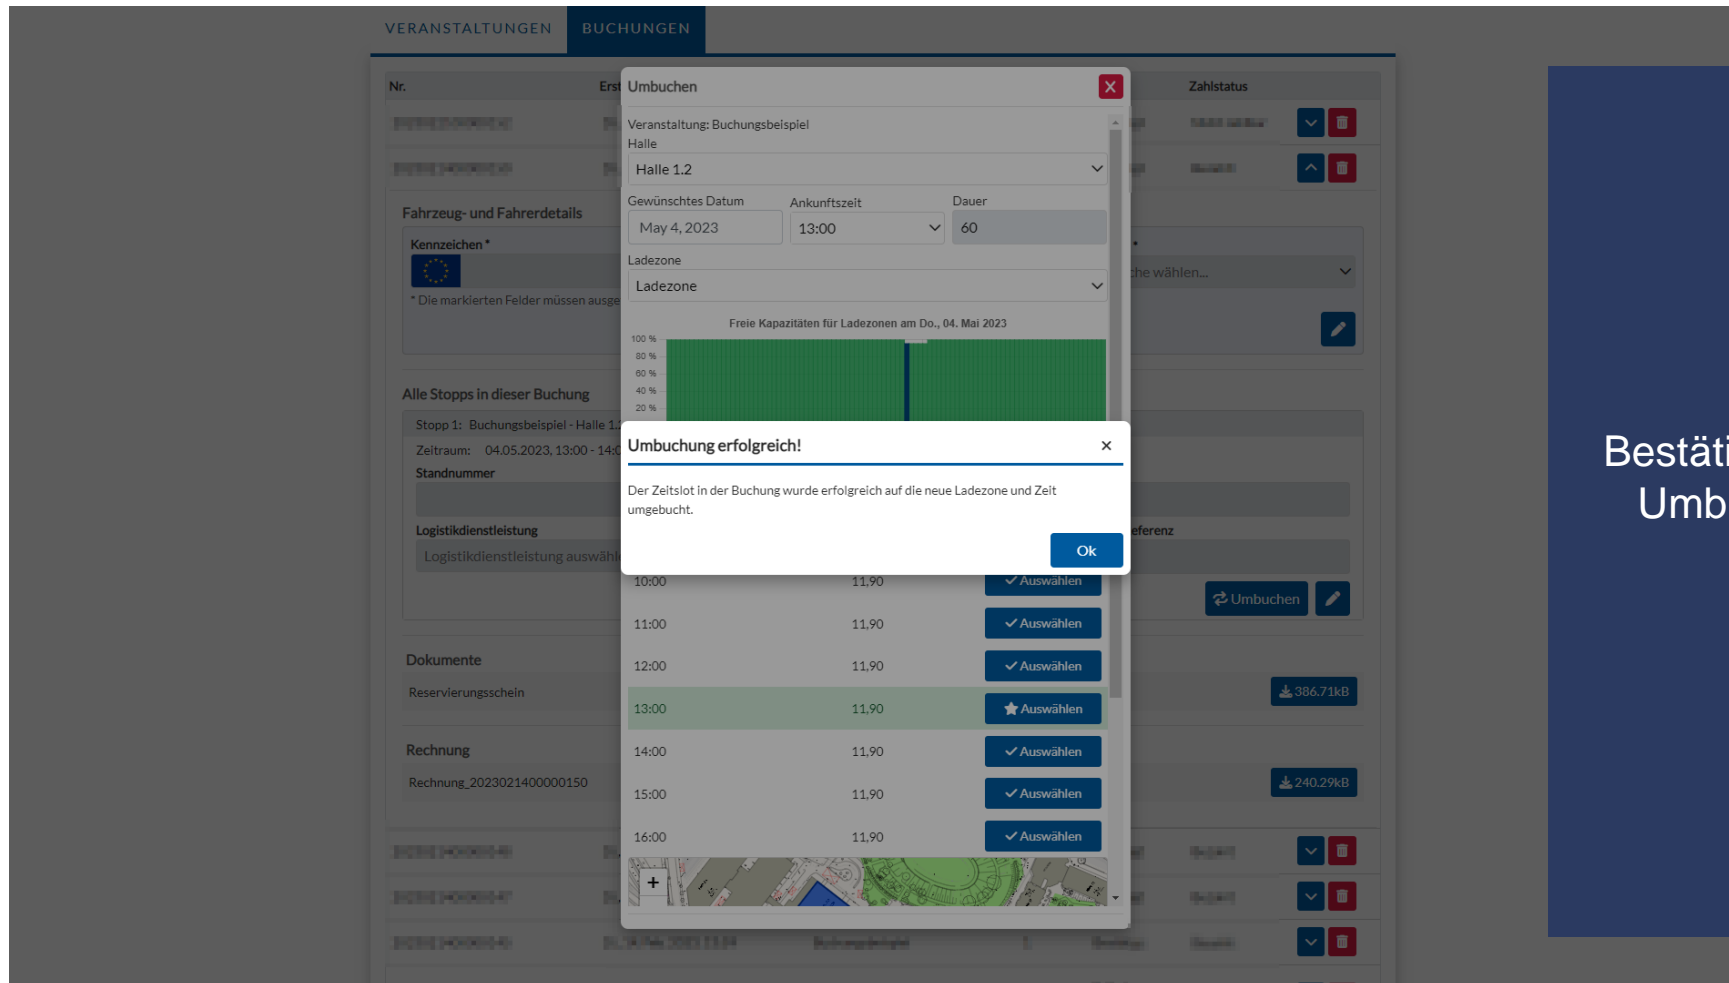 VERANSTALTUNGEN BUCHUNGEN
Nr. Erst Zahlstatus
Umbuchen
Veranstaltung: Buchungsbeispiel
Halle
Halle 1.2
Gewünschtes Datum Ankunftszeit Dauer
May 4, 2023 13:00 60
Ladezone
Ladezone
Freie Kapazitäten für Ladezonen am Do., 04. Mai 2023
100 %
80 %
60 %
40 %
20 %
Fahrzeug- und Fahrerdetails
Kennzeichen *
che wählen...
* Die markierten Felder müssen ausge
Alle Stopps in dieser Buchung
Stopp 1: Buchungsbeispiel - Halle 1.
Zeitraum: 04.05.2023, 13:00 - 14:0
Standnummer
Logistikdienstleistung eferenz
Logistikdienstleistung auswähl
Umbuchen
Umbuchung erfolgreich! ×
Der Zeitslot in der Buchung wurde erfolgreich auf die neue Ladezone und Zeit
umgebucht.
Ok
10:00 11,90 Auswählen
11:00 11,90 Auswählen
12:00 11,90 Auswählen
13:00 11,90 Auswählen
14:00 11,90 Auswählen
15:00 11,90 Auswählen
16:00 11,90 Auswählen
+
Dokumente
Reservierungsschein 386.71kB
Rechnung
Rechnung_2023021400000150 240.29kB
Bestäti
Umb